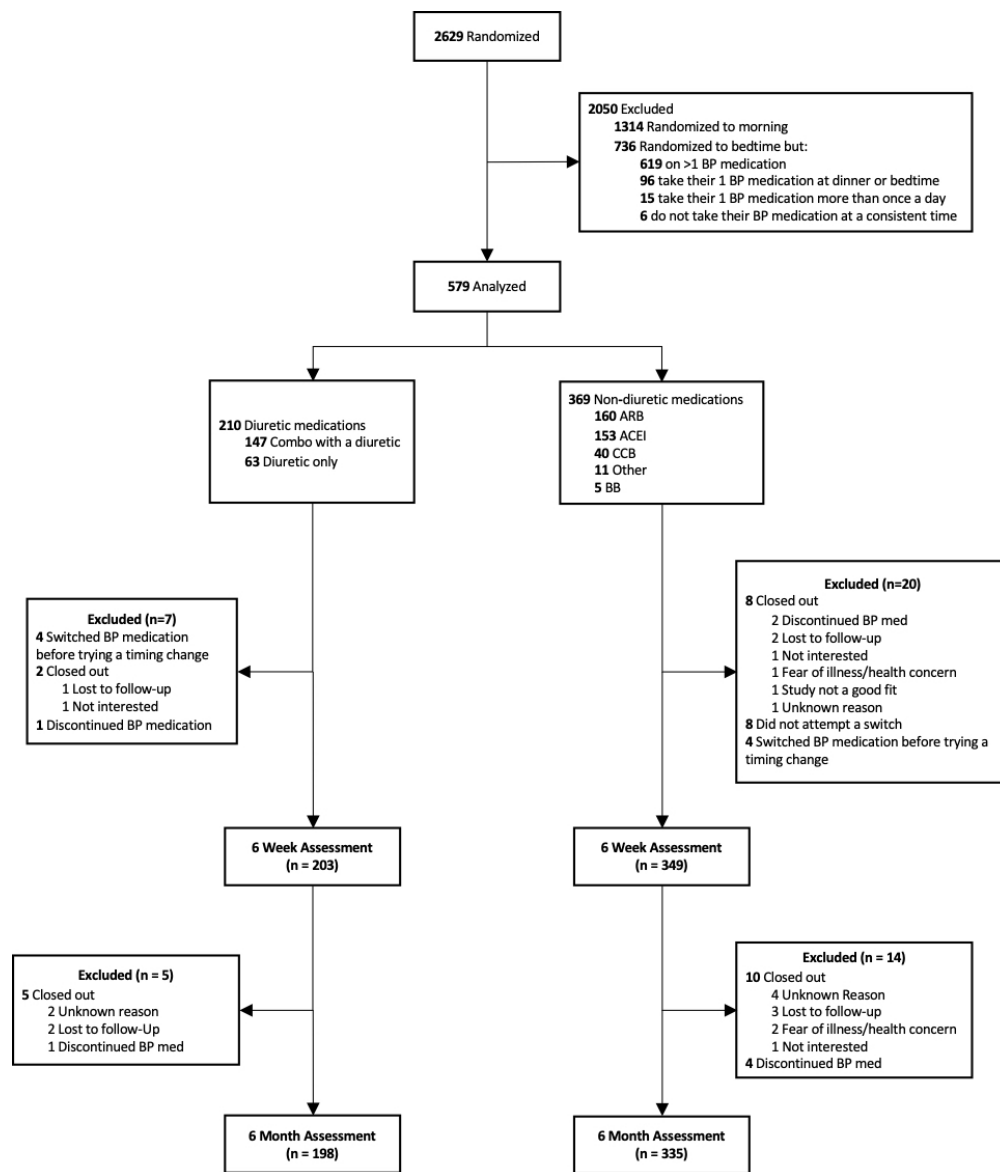 2629 Randomized
2050 Excluded
1314 Randomized to morning
736 Randomized to bedtime but:
619 on >1 BP medication
96 take their 1 BP medication at dinner or bedtime
15 take their 1 BP medication more than once a day
6 do not take their BP medication at a consistent time
579 Analyzed
210 Diuretic medications
147 Combo with a diuretic
63 Diuretic only
369 Non-diuretic medications
160 ARB
153 ACEI
40 CCB
11 Other
5 BB
Excluded (n=7)
4 Switched BP medication
before trying a timing change
2 Closed out
1 Lost to follow-up
1 Not interested
1 Discontinued BP medication
Excluded (n=20)
8 Closed out
2 Discontinued BP med
2 Lost to follow-up
1 Not interested
1 Fear of illness/health concern
1 Study not a good fit
1 Unknown reason
8 Did not attempt a switch
4 Switched BP medication before trying a
timing change
6 Week Assessment
(n = 203)
6 Week Assessment
(n = 349)
Excluded (n = 5)
5 Closed out
2 Unknown reason
2 Lost to follow-Up
1 Discontinued BP med
Excluded (n = 14)
10 Closed out
4 Unknown Reason
3 Lost to follow-up
2 Fear of illness/health concern
1 Not interested
4 Discontinued BP med
6 Month Assessment
(n = 198)
6 Month Assessment
(n = 335)